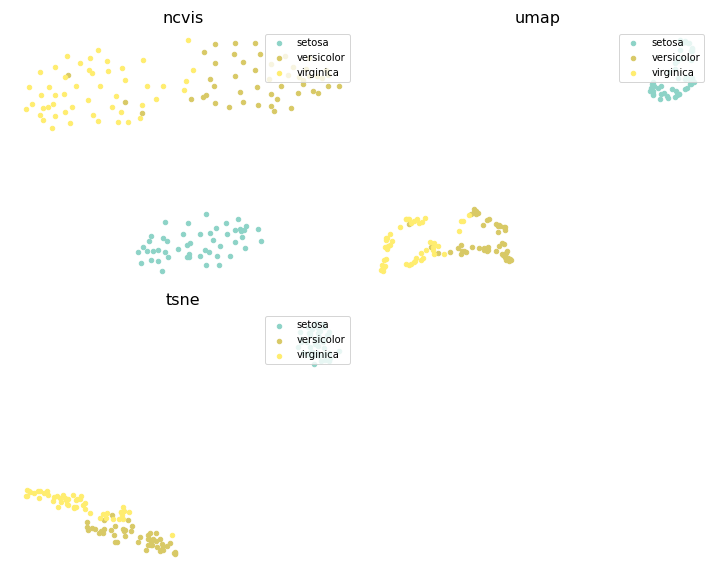 ncvis
setosa
versicolor
virginica
umap
setosa
versicolor
virginica
tsne
setosa
versicolor
virginica